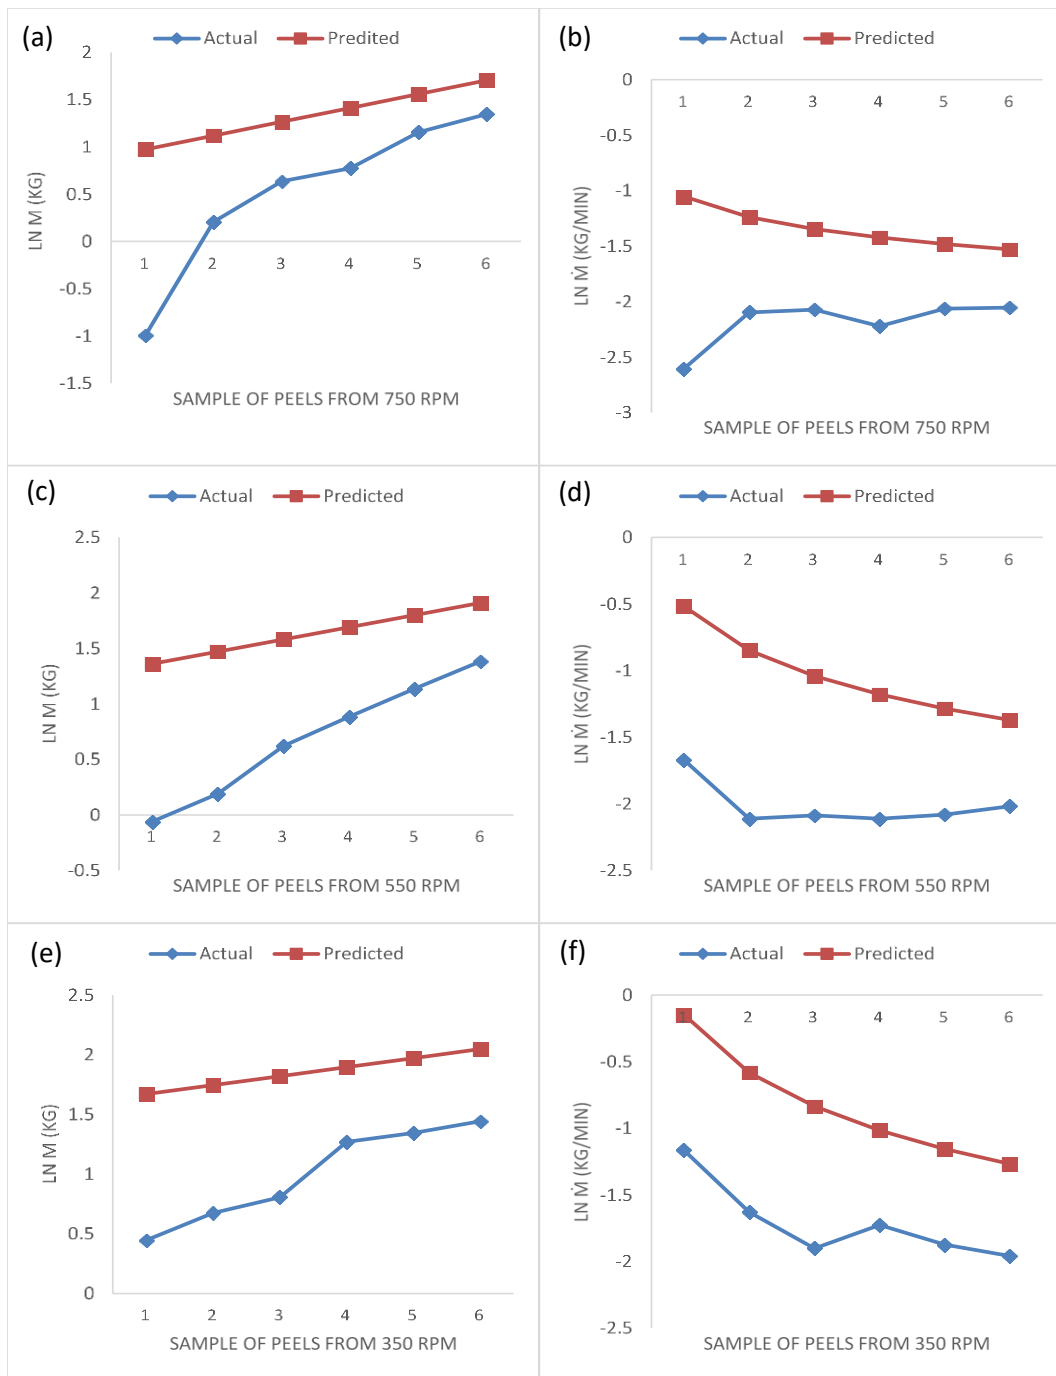 (a)
Actual
Predited
2
1.5
1
0.5
0
-0.5
-1
-1.5
LN M (KG)
1 2 3 4 5 6
SAMPLE OF PEELS FROM 750 RPM
(b)
Actual
Predicted
0
-0.5
-1
-1.5
-2
-2.5
-3
LN Ṁ (KG/MIN)
1 2 3 4 5 6
SAMPLE OF PEELS FROM 750 RPM
(c)
Actual
Predicted
2.5
2
1.5
1
0.5
0
-0.5
LN M (KG)
1 2 3 4 5 6
SAMPLE OF PEELS FROM 550 RPM
(d)
Actual
Predicted
0
-0.5
-1
-1.5
-2
-2.5
LN Ṁ (KG/MIN)
1 2 3 4 5 6
SAMPLE OF PEELS FROM 550 RPM
(e)
Actual
Predicted
2.5
2
1.5
1
0.5
0
LN M (KG)
1 2 3 4 5 6
SAMPLE OF PEELS FROM 350 RPM
(f)
Actual
Predicted
0
-0.5
-1
-1.5
-2
-2.5
LN Ṁ (KG/MIN)
1 2 3 4 5 6
SAMPLE OF PEELS FROM 350 RPM